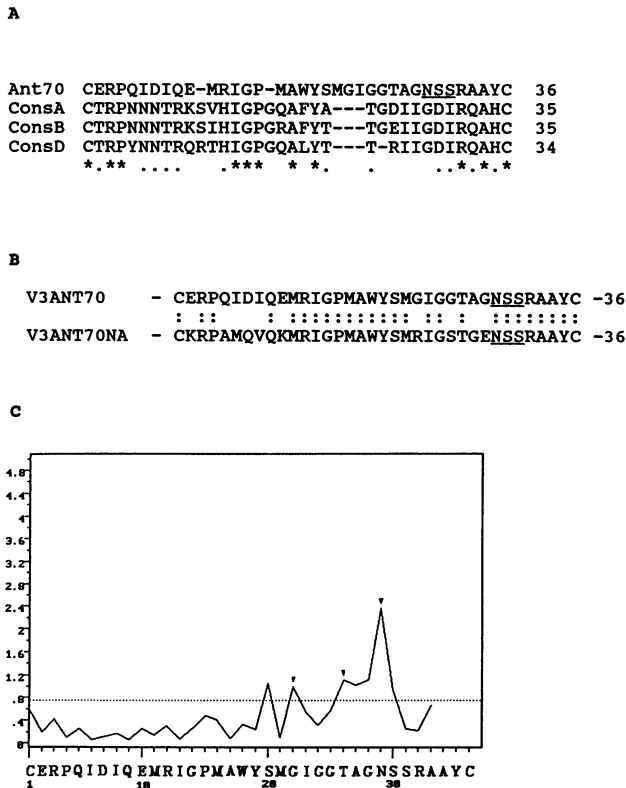 A
Ant70 CERPQIDIQE-MRIGP-MAWYSMGIGGTAGNSSRAAYC 36
ConsA CTRPNNNTRKSVHIGPGQAFYA---TGDIIGDIRQAHC 35
ConsB CTRPNNNTRKSIHIGPGRAFYT---TGEIIGDIRQAHC 35
ConsD CTRPYNNTRQRTHIGPGQALYT---T-RIIGDIRQAHC 34
*.** .... .*** * *. . ..*.*.*
B
V3ANT70 - CERPQIDIQEMRIGPMAWYSMGIGGTAGNSSRAAYC -36
: :: : ::::::::::: :: : ::::::::
V3ANT70NA - CKRPAMQVQKMRIGPMAWYSMRIGSTGENSSRAAYC -36
C
4.8
4.4
4
3.6
3.2
2.8
2.4
2
1.6
1.2
.8
.4
0
CERPQIDIQEMRIGPMAWYSMGIGGTAGNSSRAAYC
1 10 20 30